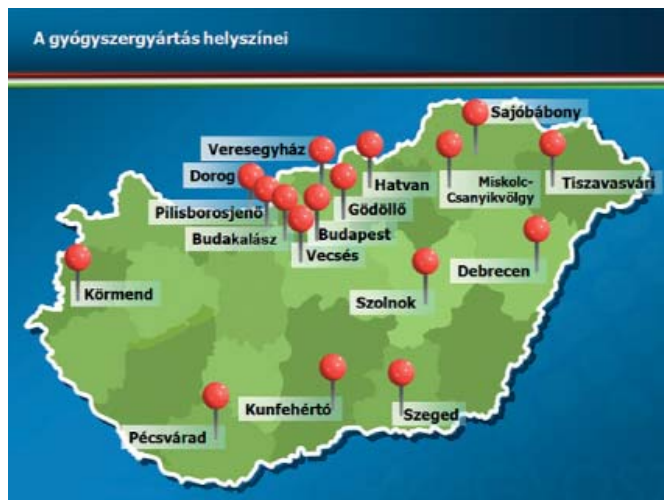 A gyógyszergyártás helyszínei
Sajóbábony
Veresegyház
Dorog
Hatvan
Miskolc-
Csanyikvölgy
Tiszavasvári
Pilisborosjenő
Gödöllő
Budakalász
Budapest
Vecsés
Debrecen
Körmend
Szolnok
Kunfehértó
Szeged
Pécsvárad